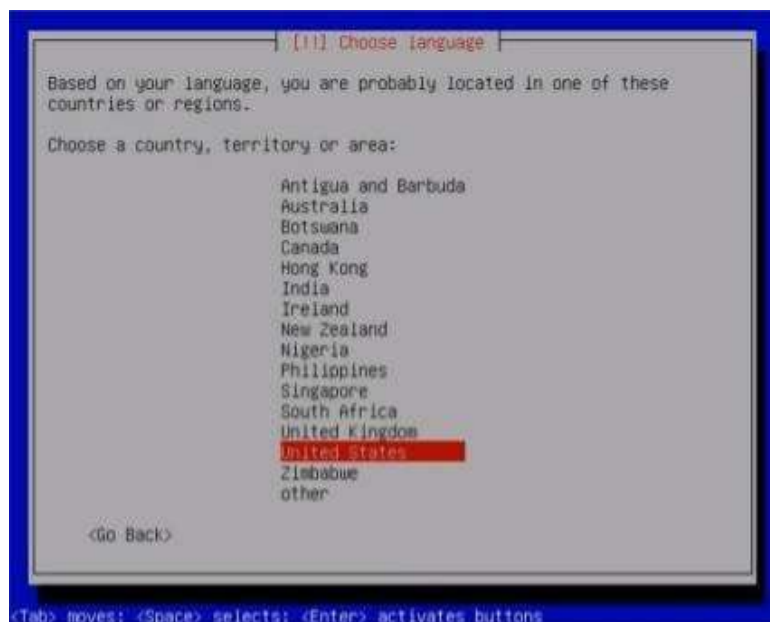 [!!] Choose language
Based on your language, you are probably located in one of these
countries or regions.
Choose a country, territory or area:
Antigua and Barbuda
Australia
Botswana
Canada
Hong Kong
India
Ireland
New Zealand
Nigeria
Philippines
Singapore
South Africa
United Kingdom
United States
Zimbabwe
other
<Go Back>
<Tab> moves; <Space> selects; <Enter> activates buttons